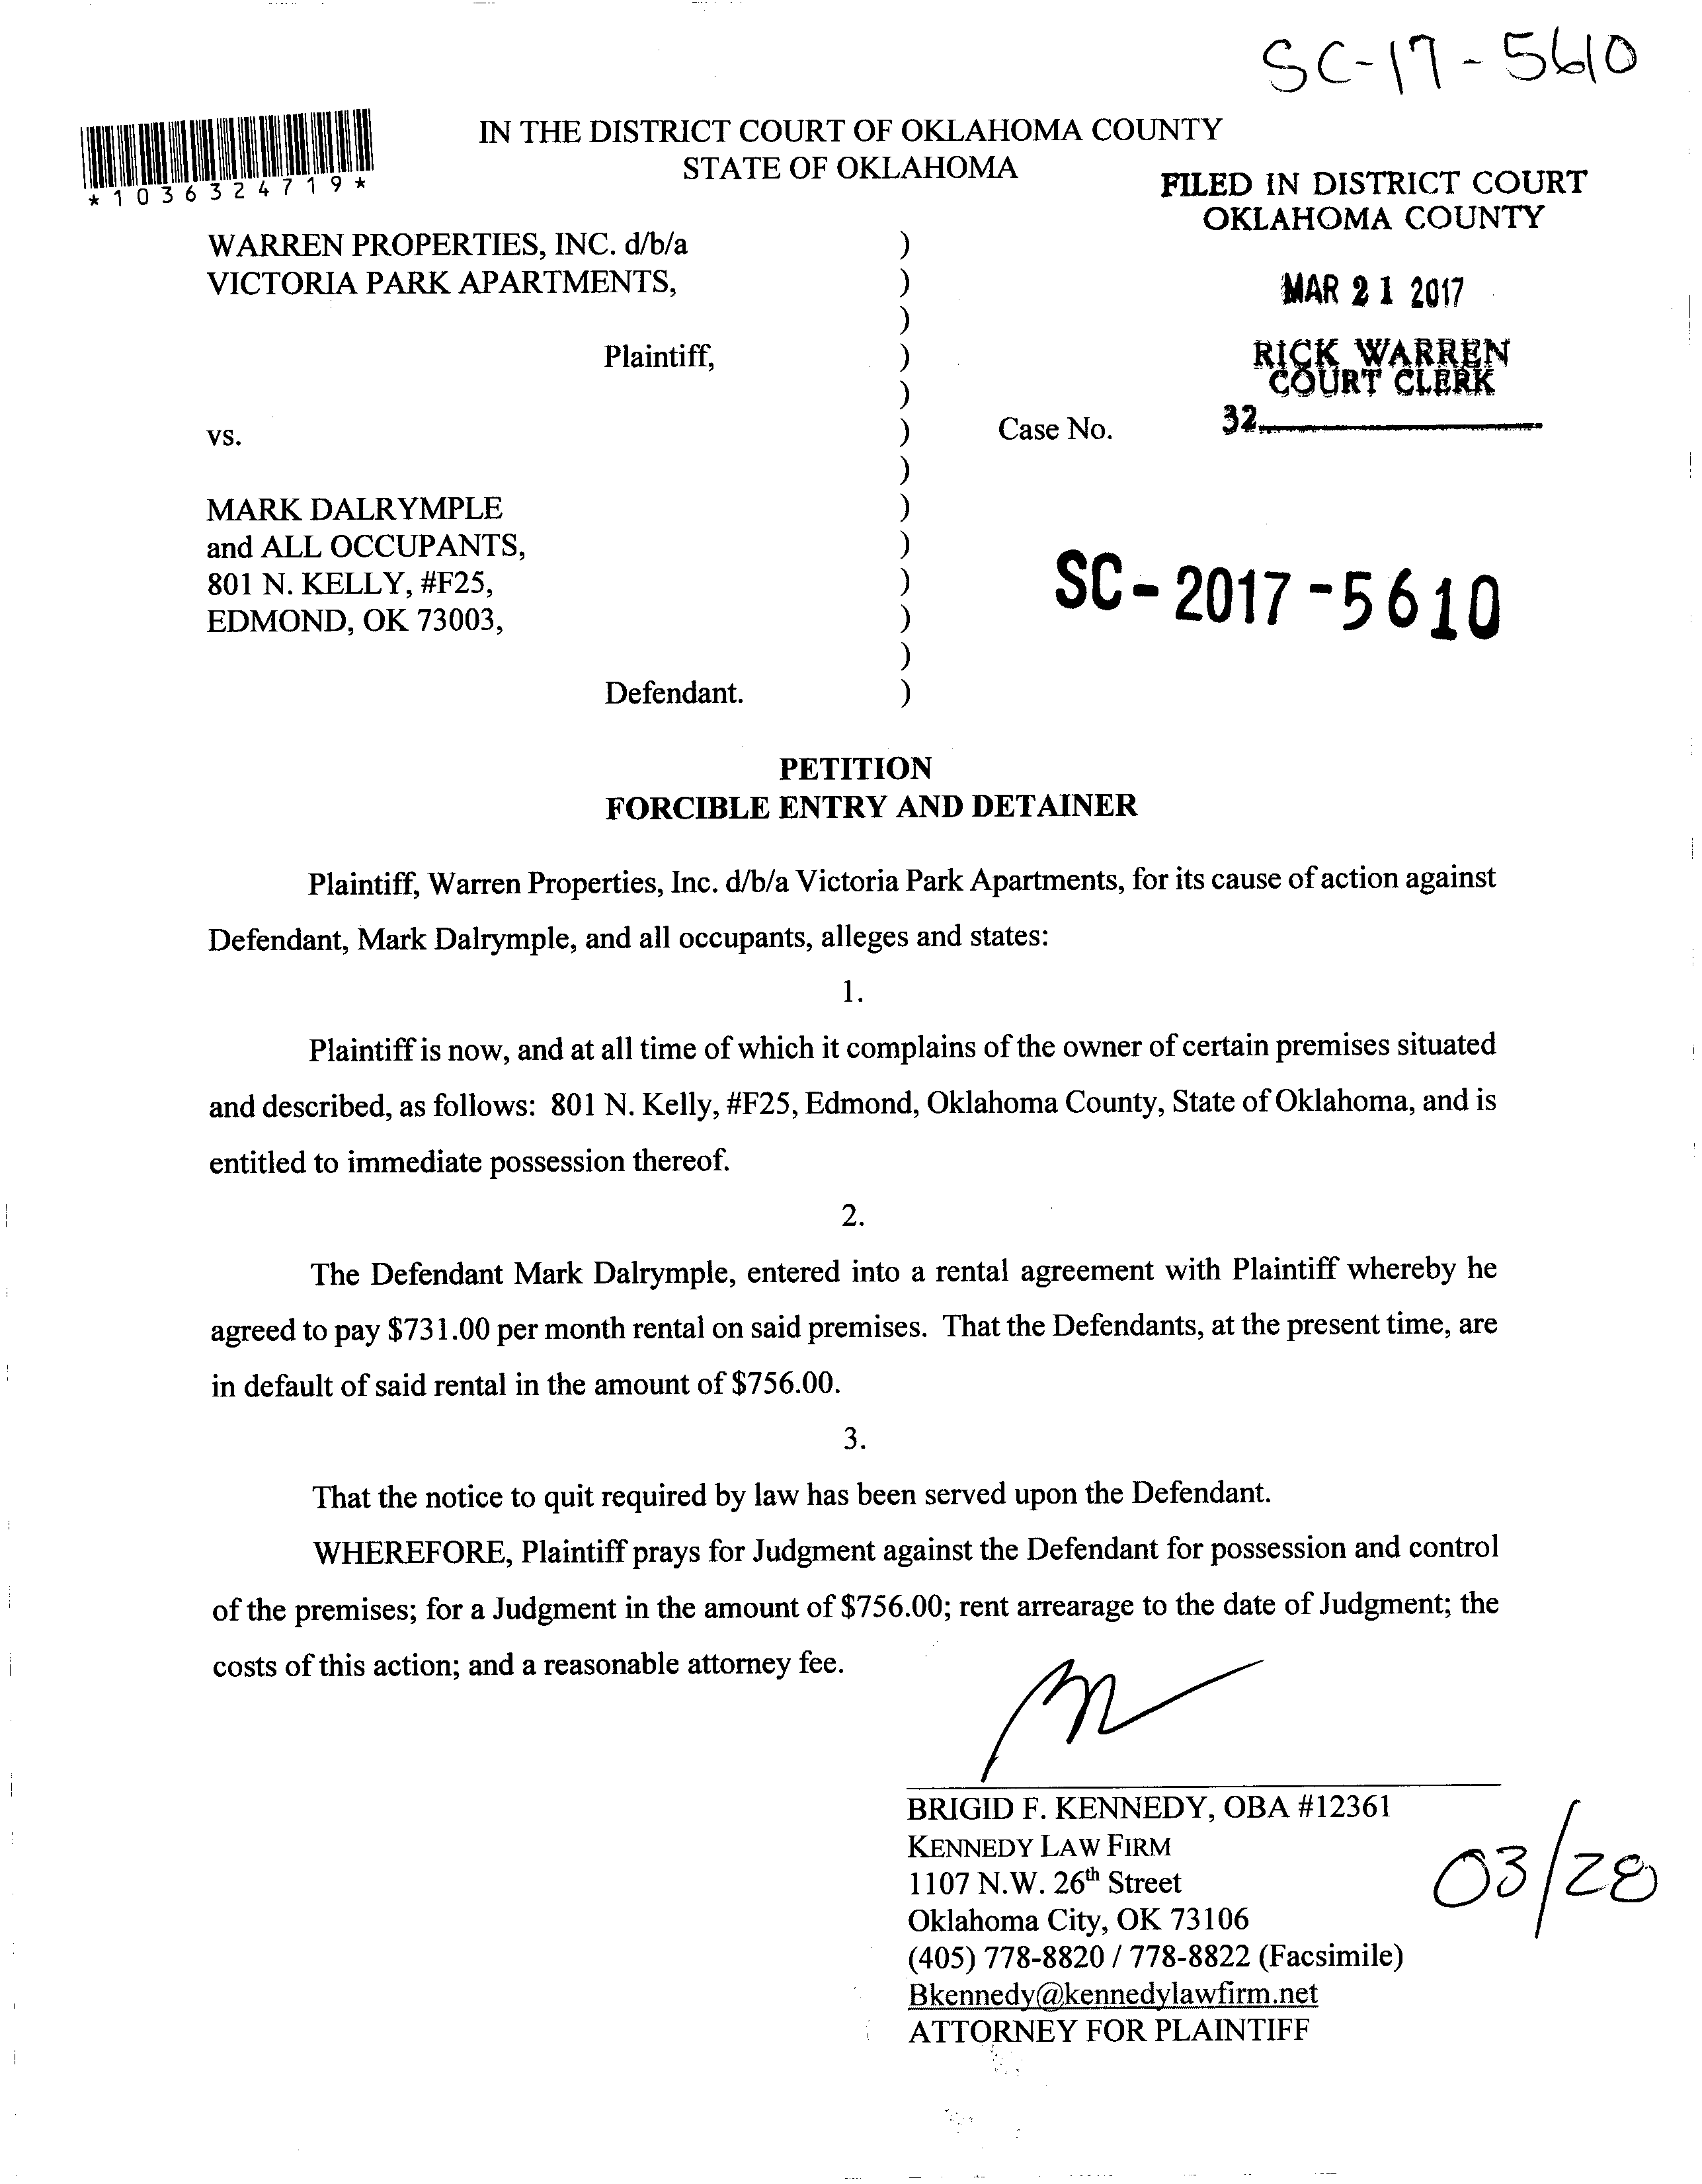 SC-17-5610
*1036324719*
IN THE DISTRICT COURT OF OKLAHOMA COUNTY
STATE OF OKLAHOMA
FILED IN DISTRICT COURT
OKLAHOMA COUNTY
MAR 21 2017
RICK WARREN
COURT CLERK
32
WARREN PROPERTIES, INC. d/b/a )
VICTORIA PARK APARTMENTS, )
)
Plaintiff, )
)
vs. ) Case No.
)
MARK DALRYMPLE )
and ALL OCCUPANTS, )
801 N. KELLY, #F25, )
EDMOND, OK 73003, )
)
Defendant. )
SC-2017-5610
PETITION
FORCIBLE ENTRY AND DETAINER
Plaintiff, Warren Properties, Inc. d/b/a Victoria Park Apartments, for its cause of action against
Defendant, Mark Dalrymple, and all occupants, alleges and states:
1.
Plaintiff is now, and at all time of which it complains of the owner of certain premises situated
and described, as follows: 801 N. Kelly, #F25, Edmond, Oklahoma County, State of Oklahoma, and is
entitled to immediate possession thereof.
2.
The Defendant Mark Dalrymple, entered into a rental agreement with Plaintiff whereby he
agreed to pay $731.00 per month rental on said premises. That the Defendants, at the present time, are
in default of said rental in the amount of $756.00.
3.
That the notice to quit required by law has been served upon the Defendant.
WHEREFORE, Plaintiff prays for Judgment against the Defendant for possession and control
of the premises; for a Judgment in the amount of $756.00; rent arrearage to the date of Judgment; the
costs of this action; and a reasonable attorney fee.
BRIGID F. KENNEDY, OBA #12361
KENNEDY LAW FIRM
1107 N.W. 26th Street
Oklahoma City, OK 73106
(405) 778-8820 / 778-8822 (Facsimile)
Bkennedy@kennedylawfirm.net
ATTORNEY FOR PLAINTIFF
03/28